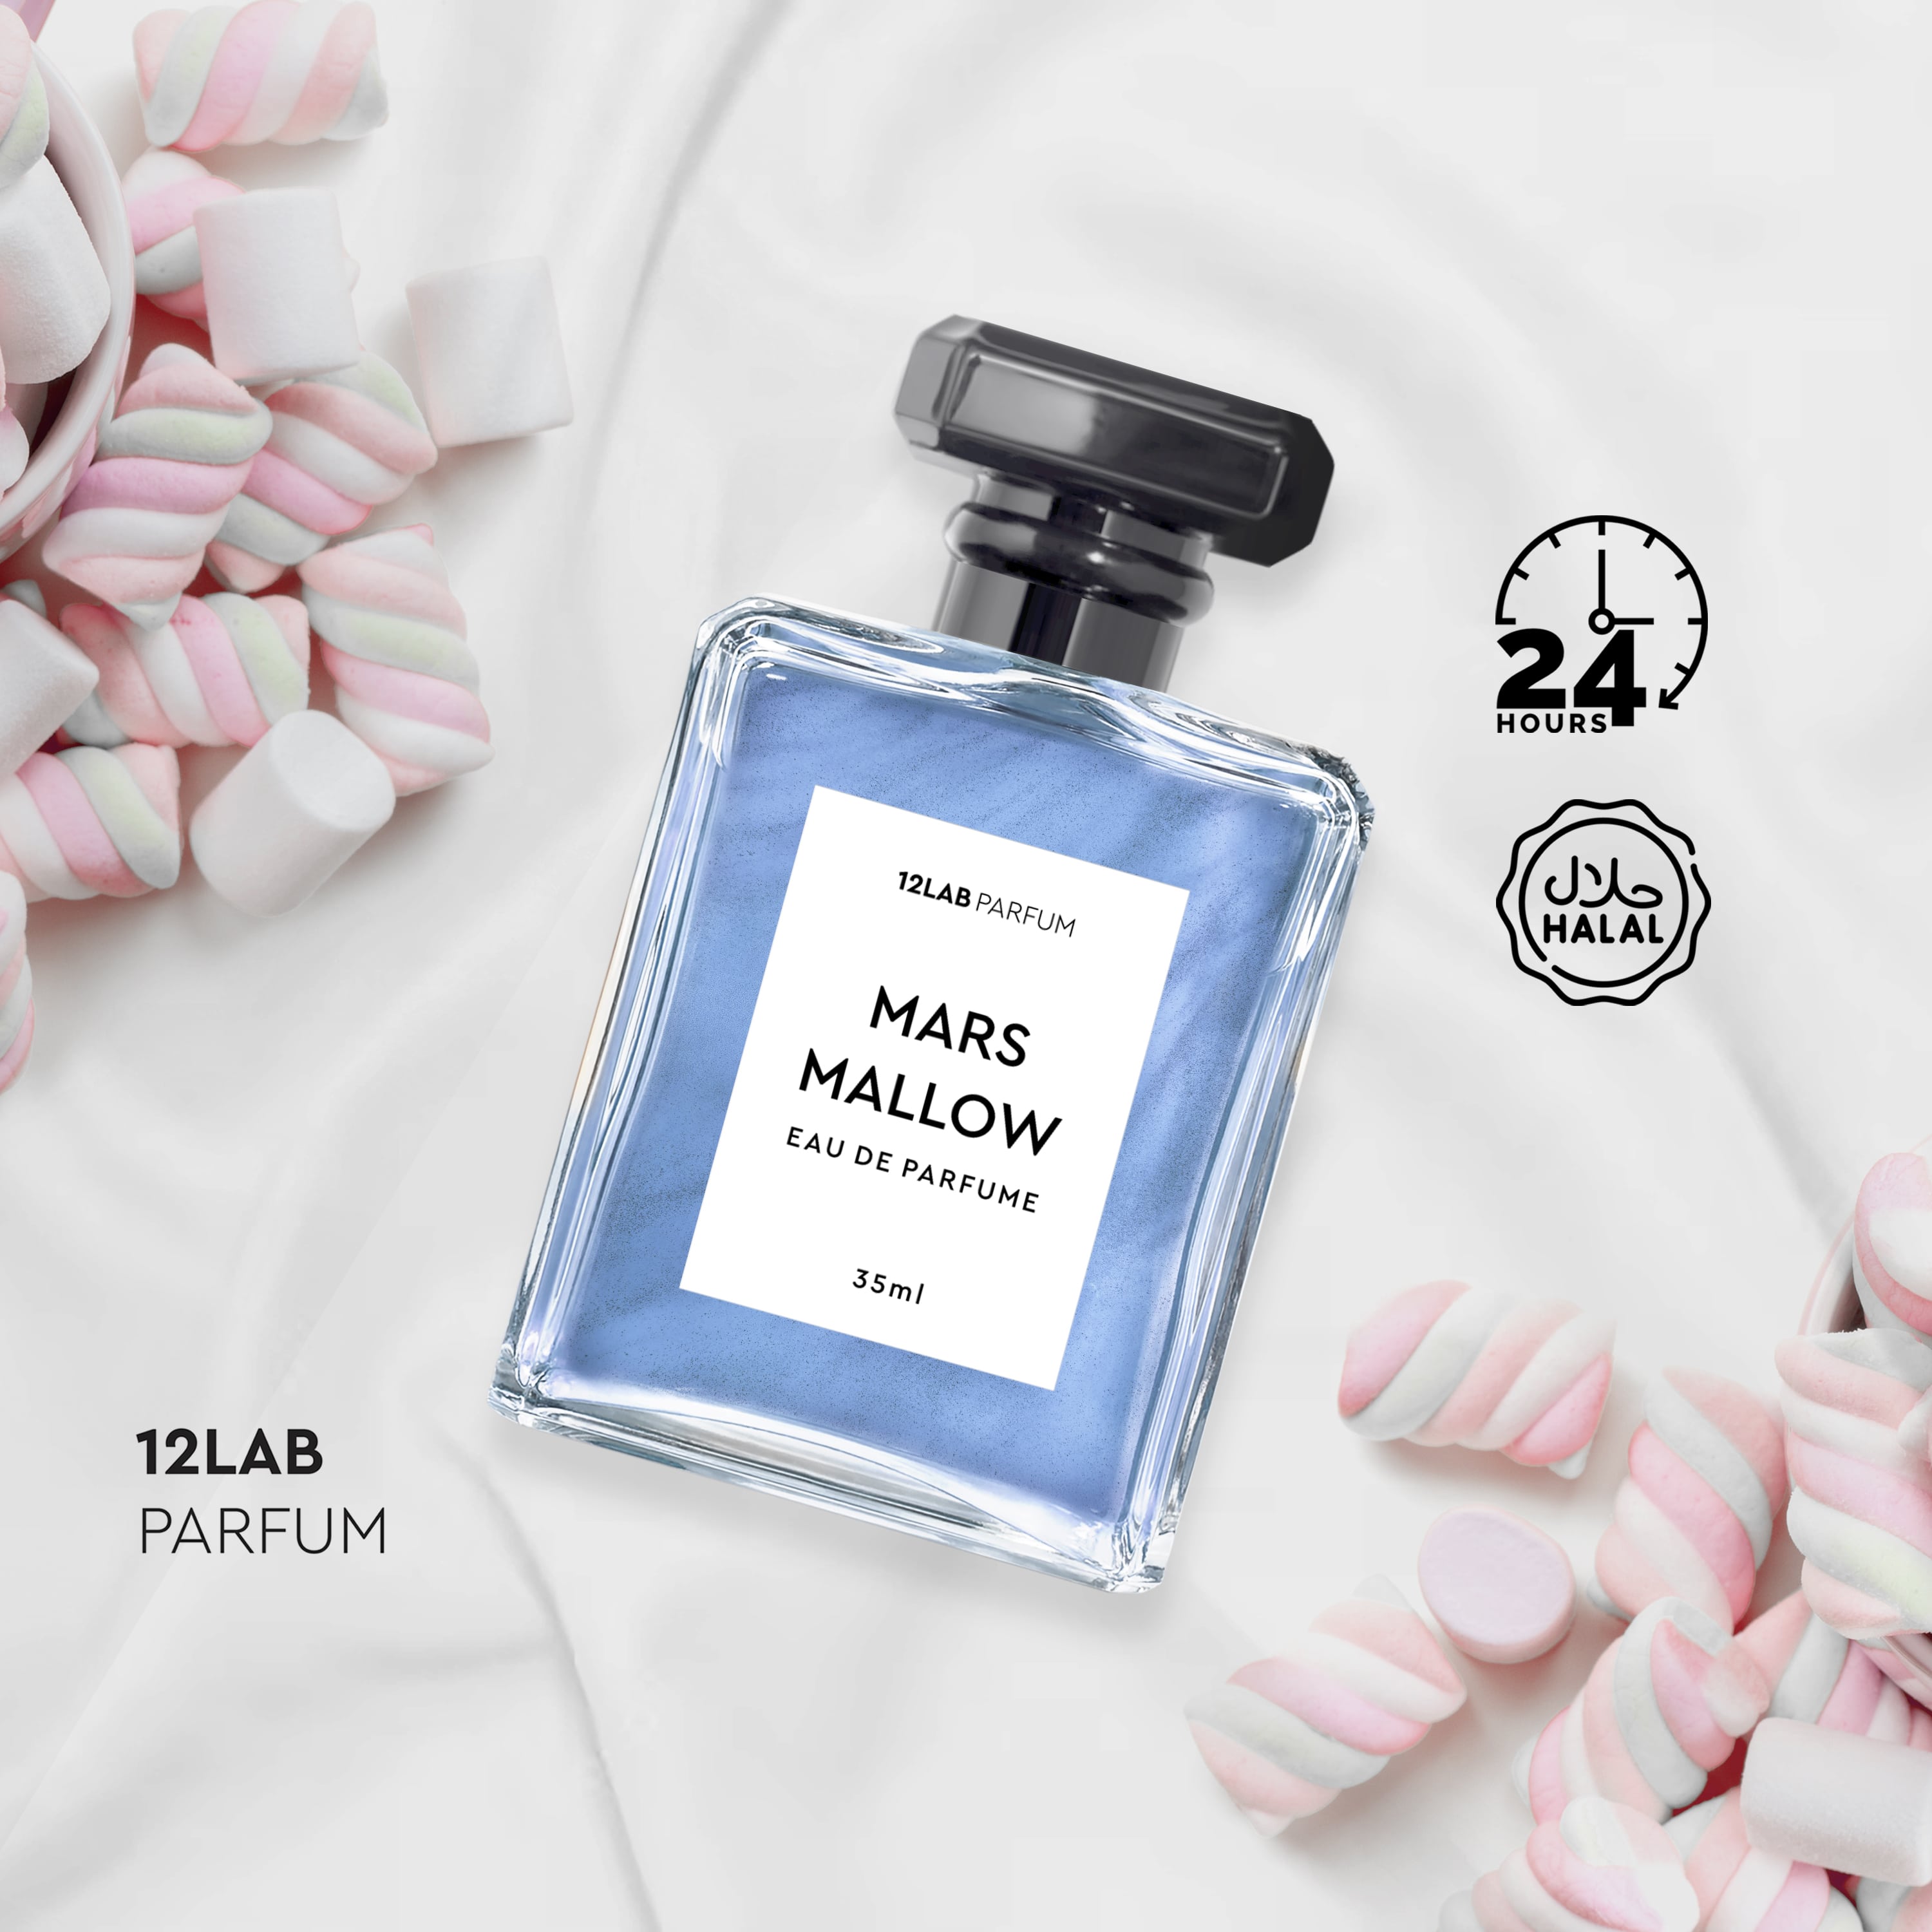 12LAB PARFUM
MARS
MALLOW
EAU DE PARFUME
35ml
24
HOURS
حلال
HALAL
12LAB
PARFUM